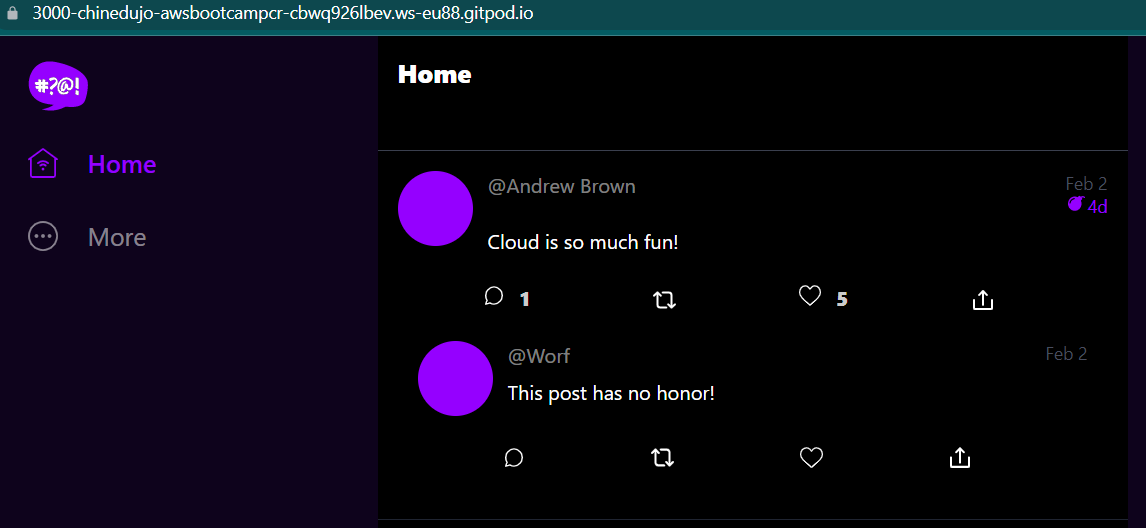 3000-chinedujo-awsbootcampcr-cbwq926lbev.ws-eu88.gitpod.io
#?@!
Home
Home
More
@Andrew Brown
Feb 2
4d
Cloud is so much fun!
1
5
@Worf
Feb 2
This post has no honor!